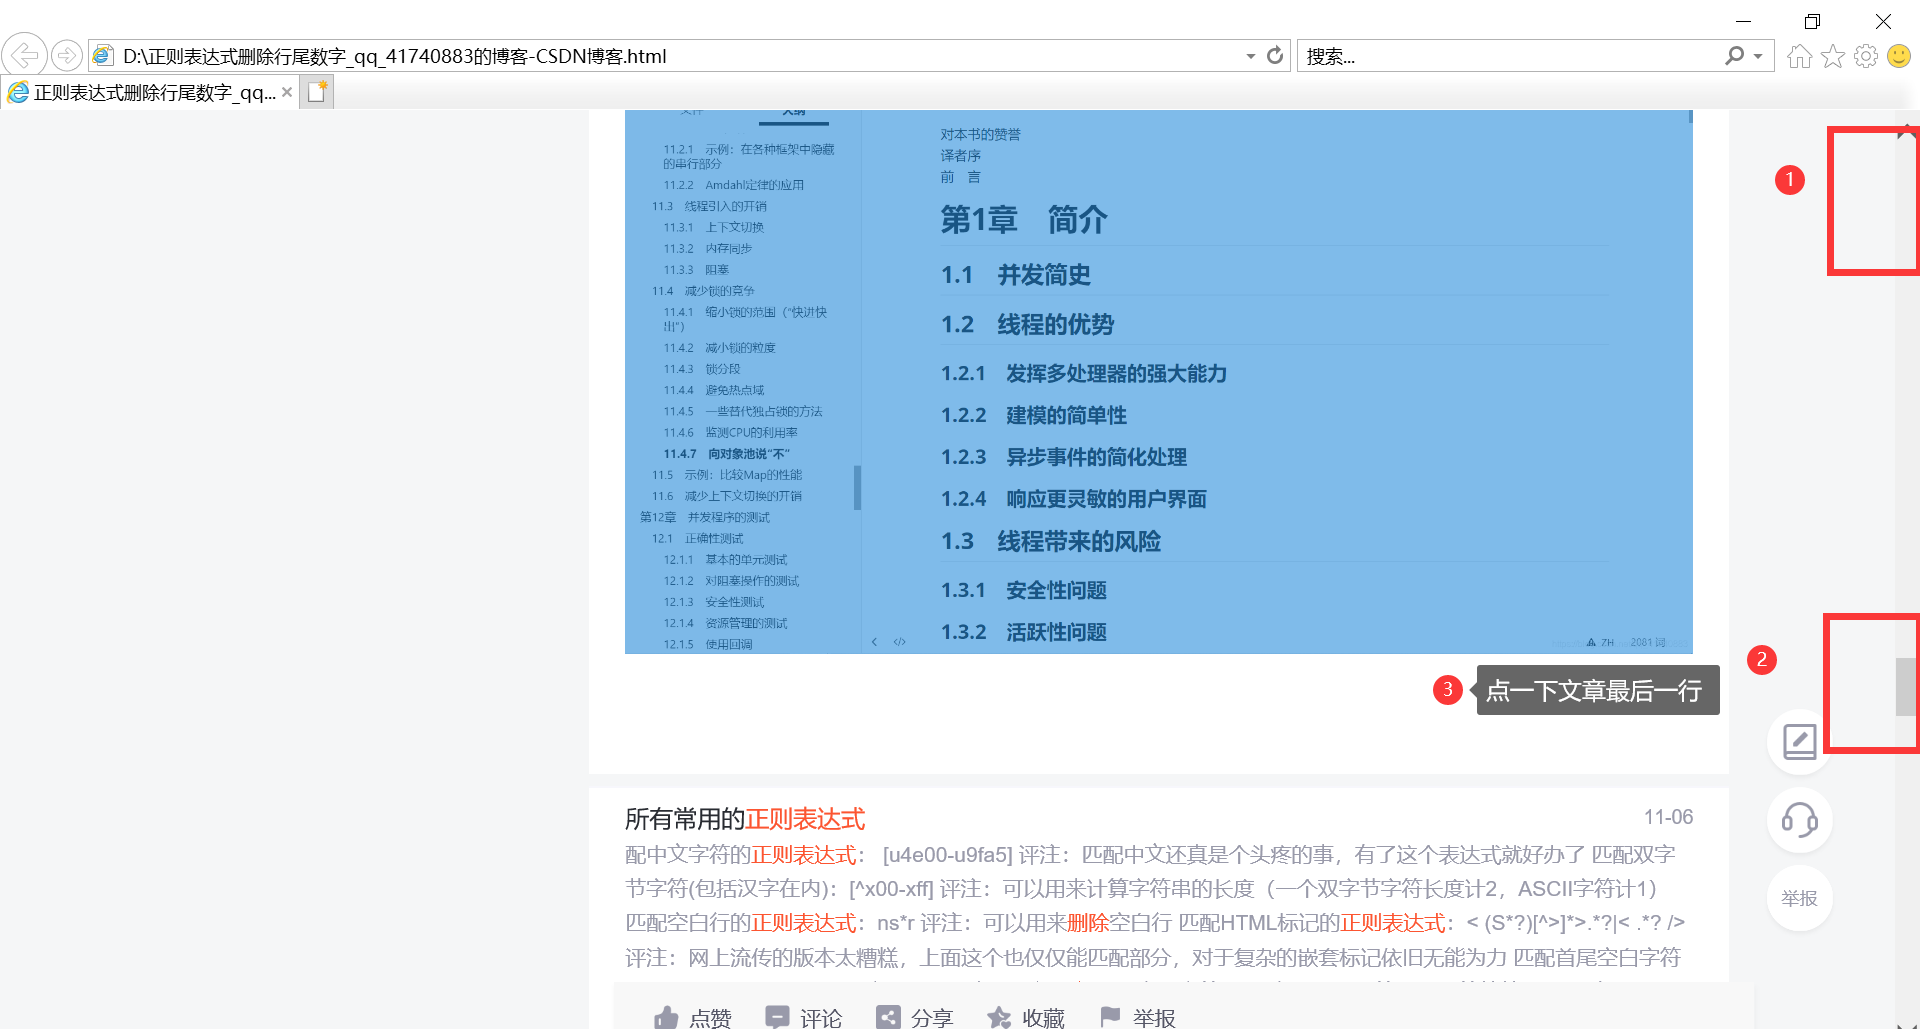 D:\正则表达式删除行尾数字_qq_41740883的博客-CSDN博客.html
搜索...
正则表达式删除行尾数字_qq...
大纲
11.2.1 示例：在各种框架中隐藏
的串行部分
11.2.2 Amdahl定律的应用
11.3 线程引入的开销
11.3.1 上下文切换
11.3.2 内存同步
11.3.3 阻塞
11.4 减少锁的竞争
11.4.1 缩小锁的范围（“快进快
出”）
11.4.2 减小锁的粒度
11.4.3 锁分段
11.4.4 避免热点域
11.4.5 一些替代独占锁的方法
11.4.6 监测CPU的利用率
11.4.7 向对象池说“不”
11.5 示例：比较Map的性能
11.6 减少上下文切换的开销
第12章 并发程序的测试
12.1 正确性测试
12.1.1 基本的单元测试
12.1.2 对阻塞操作的测试
12.1.3 安全性测试
12.1.4 资源管理的测试
12.1.5 使用回调
对本书的赞誉
译者序
前 言
第1章 简介
1.1 并发简史
1.2 线程的优势
1.2.1 发挥多处理器的强大能力
1.2.2 建模的简单性
1.2.3 异步事件的简化处理
1.2.4 响应更灵敏的用户界面
1.3 线程带来的风险
1.3.1 安全性问题
1.3.2 活跃性问题
</> ZH 2081 词
1
2
3 点一下文章最后一行
所有常用的正则表达式 11-06
配中文字符的正则表达式： [u4e00-u9fa5] 评注：匹配中文还真是个头疼的事，有了这个表达式就好办了 匹配双字
节字符(包括汉字在内)：[^x00-xff] 评注：可以用来计算字符串的长度（一个双字节字符长度计2，ASCII字符计1）
匹配空白行的正则表达式：ns*r 评注：可以用来删除空白行 匹配HTML标记的正则表达式：< (S*?)[^>]*>.*?|< .*? />
评注：网上流传的版本太糟糕，上面这个也仅仅能匹配部分，对于复杂的嵌套标记依旧无能为力 匹配首尾空白字符
举报
点赞 评论 分享 收藏 举报